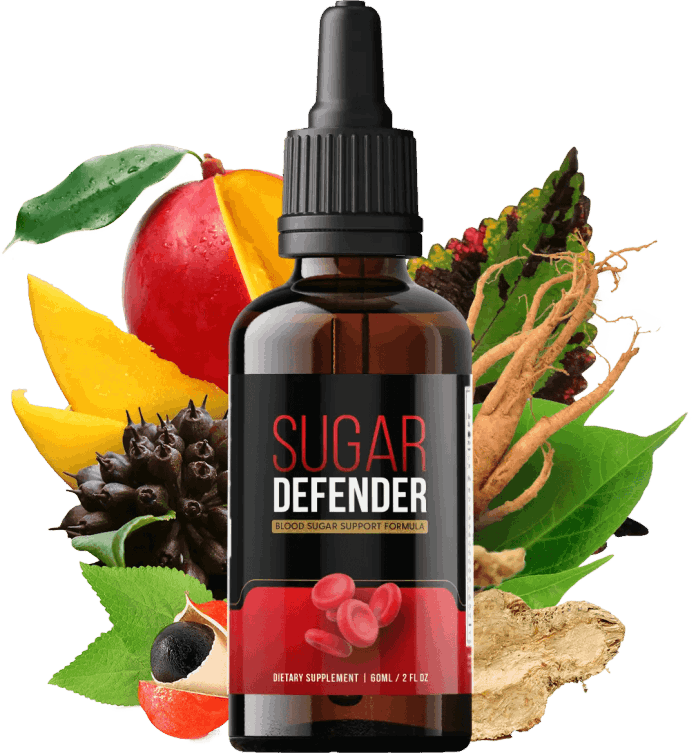 SUGAR
DEFENDER
BLOOD SUGAR SUPPORT FORMULA
DIETARY SUPPLEMENT | 60ML / 2 FL OZ